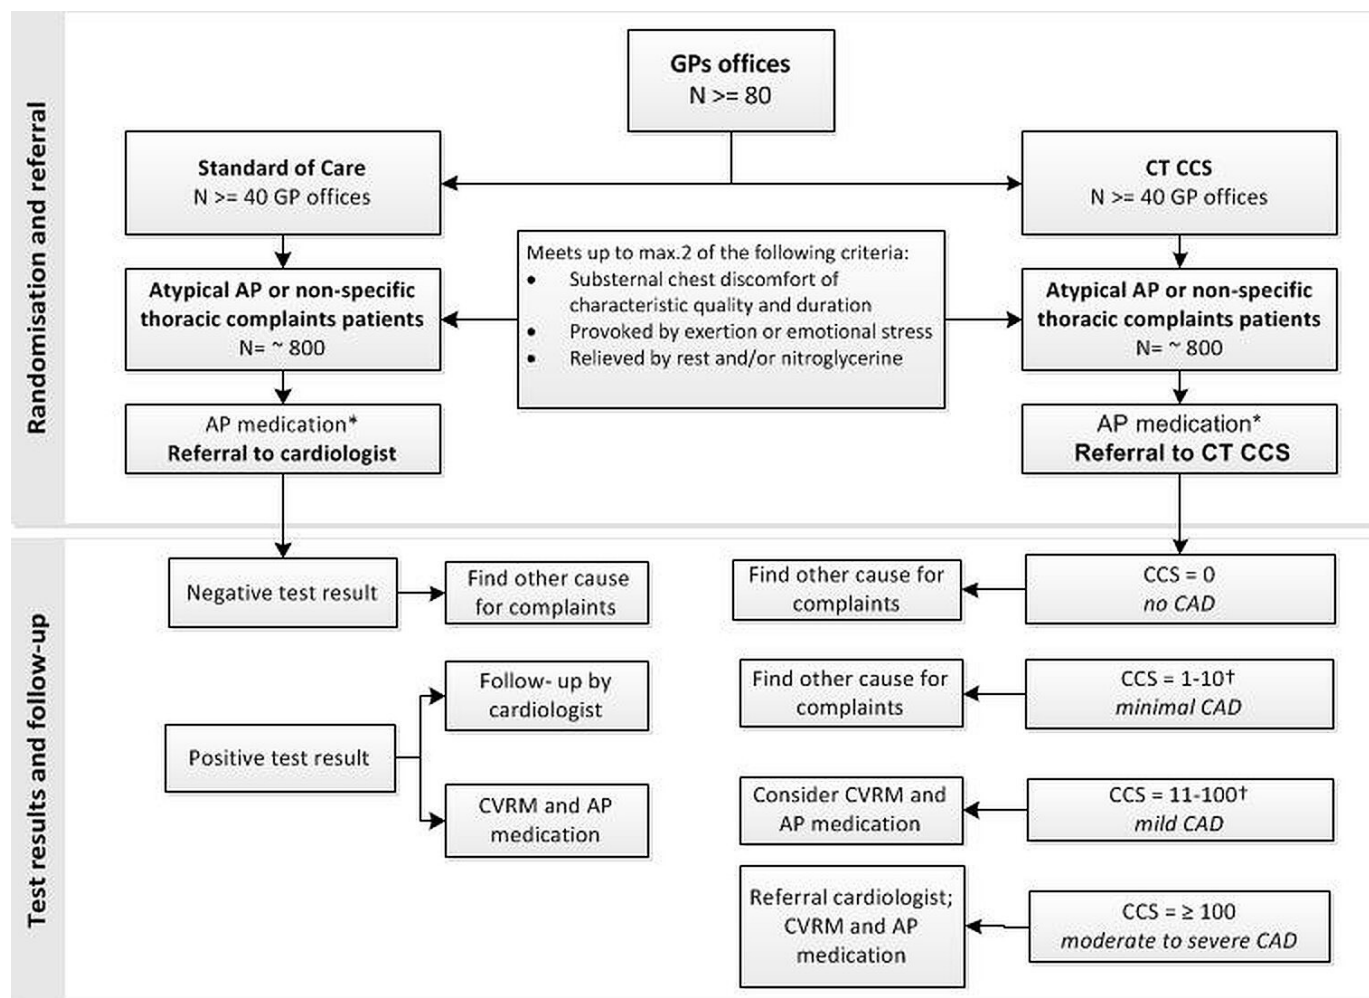 Randomisation and referral
GPs offices
N >= 80
Standard of Care
N >= 40 GP offices
CT CCS
N >= 40 GP offices
Atypical AP or non-specific
thoracic complaints patients
N= ~ 800
Meets up to max.2 of the following criteria:
• Substernal chest discomfort of
characteristic quality and duration
• Provoked by exertion or emotional stress
• Relieved by rest and/or nitroglycerine
Atypical AP or non-specific
thoracic complaints patients
N= ~ 800
AP medication*
Referral to cardiologist
AP medication*
Referral to CT CCS
Test results and follow-up
Negative test result
Find other cause
for complaints
Positive test result
Follow- up by
cardiologist
CVRM and AP
medication
Find other cause for
complaints
CCS = 0
no CAD
Find other cause for
complaints
CCS = 1-10†
minimal CAD
Consider CVRM and
AP medication
CCS = 11-100†
mild CAD
Referral cardiologist;
CVRM and AP
medication
CCS = ≥ 100
moderate to severe CAD